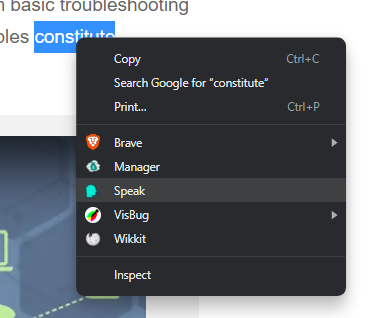 basic troubleshooting
bles constitute
Copy Ctrl+C
Search Google for “constitute”
Print... Ctrl+P
Brave
Manager
Speak
VisBug
Wikkit
Inspect